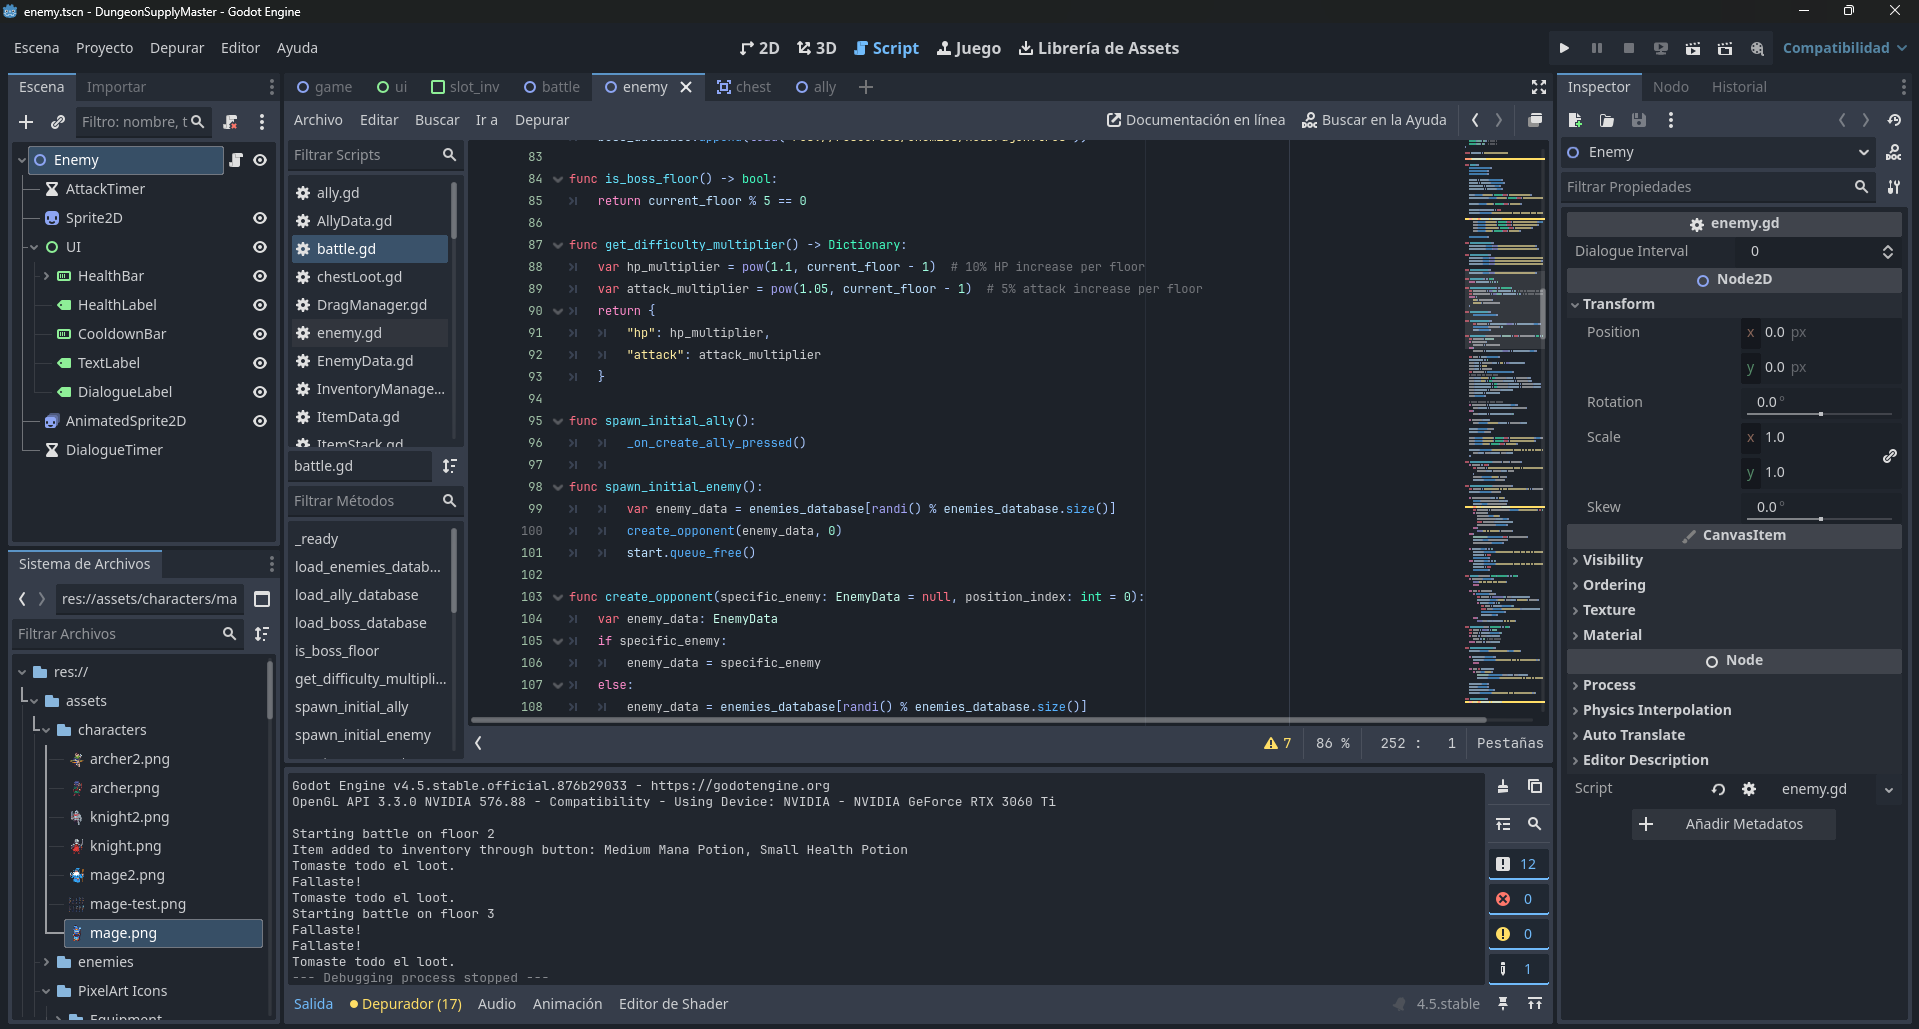 enemy.tscn - DungeonSupplyMaster - Godot Engine
Escena Proyecto Depurar Editor Ayuda
2D 3D Script Juego Librería de Assets
Compatibilidad
Escena Importar
Filtro: nombre, t
Enemy
AttackTimer
Sprite2D
UI
HealthBar
HealthLabel
CooldownBar
TextLabel
DialogueLabel
AnimatedSprite2D
DialogueTimer
Sistema de Archivos
res://assets/characters/ma
Filtrar Archivos
res://
assets
characters
archer2.png
archer.png
knight2.png
knight.png
mage2.png
mage-test.png
mage.png
enemies
PixelArt Icons
Equipment
game ui slot_inv battle enemy chest ally
Archivo Editar Buscar Ir a Depurar
Documentación en línea Buscar en la Ayuda
Filtrar Scripts
ally.gd
AllyData.gd
battle.gd
chestLoot.gd
DragManager.gd
enemy.gd
EnemyData.gd
InventoryManage...
ItemData.gd
ItemStack.gd
battle.gd
Filtrar Métodos
_ready
load_enemies_datab...
load_ally_database
load_boss_database
is_boss_floor
get_difficulty_multipli...
spawn_initial_ally
spawn_initial_enemy
83
84 func is_boss_floor() -> bool:
85 return current_floor % 5 == 0
86
87 func get_difficulty_multiplier() -> Dictionary:
88 var hp_multiplier = pow(1.1, current_floor - 1) # 10% HP increase per floor
89 var attack_multiplier = pow(1.05, current_floor - 1) # 5% attack increase per floor
90 return {
91 "hp": hp_multiplier,
92 "attack": attack_multiplier
93 }
94
95 func spawn_initial_ally():
96 _on_create_ally_pressed()
97
98 func spawn_initial_enemy():
99 var enemy_data = enemies_database[randi() % enemies_database.size()]
100 create_opponent(enemy_data, 0)
101 start.queue_free()
102
103 func create_opponent(specific_enemy: EnemyData = null, position_index: int = 0):
104 var enemy_data: EnemyData
105 if specific_enemy:
106 enemy_data = specific_enemy
107 else:
108 enemy_data = enemies_database[randi() % enemies_database.size()]
7 86 % 252 : 1 Pestañas
Godot Engine v4.5.stable.official.876b29033 - https://godotengine.org
OpenGL API 3.3.0 NVIDIA 576.88 - Compatibility - Using Device: NVIDIA - NVIDIA GeForce RTX 3060 Ti
Starting battle on floor 2
Item added to inventory through button: Medium Mana Potion, Small Health Potion
Tomaste todo el loot.
Fallaste!
Tomaste todo el loot.
Starting battle on floor 3
Fallaste!
Fallaste!
Tomaste todo el loot.
--- Debugging process stopped ---
12
0
0
1
Salida Depurador (17) Audio Animación Editor de Shader
4.5.stable
Inspector Nodo Historial
Enemy
DOC
Filtrar Propiedades
enemy.gd
Dialogue Interval 0
Node2D
Transform
Position x 0.0 px
y 0.0 px
Rotation 0.0 °
Scale x 1.0
y 1.0
Skew 0.0 °
CanvasItem
Visibility
Ordering
Texture
Material
Node
Process
Physics Interpolation
Auto Translate
Editor Description
Script enemy.gd
Añadir Metadatos